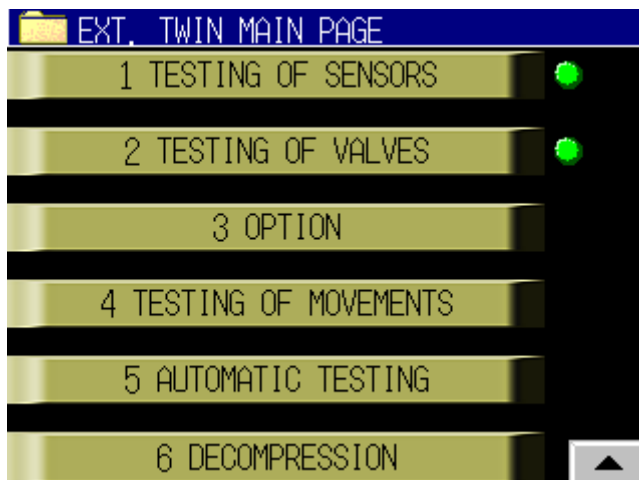 EXT. TWIN MAIN PAGE
1 TESTING OF SENSORS
2 TESTING OF VALVES
3 OPTION
4 TESTING OF MOVEMENTS
5 AUTOMATIC TESTING
6 DECOMPRESSION